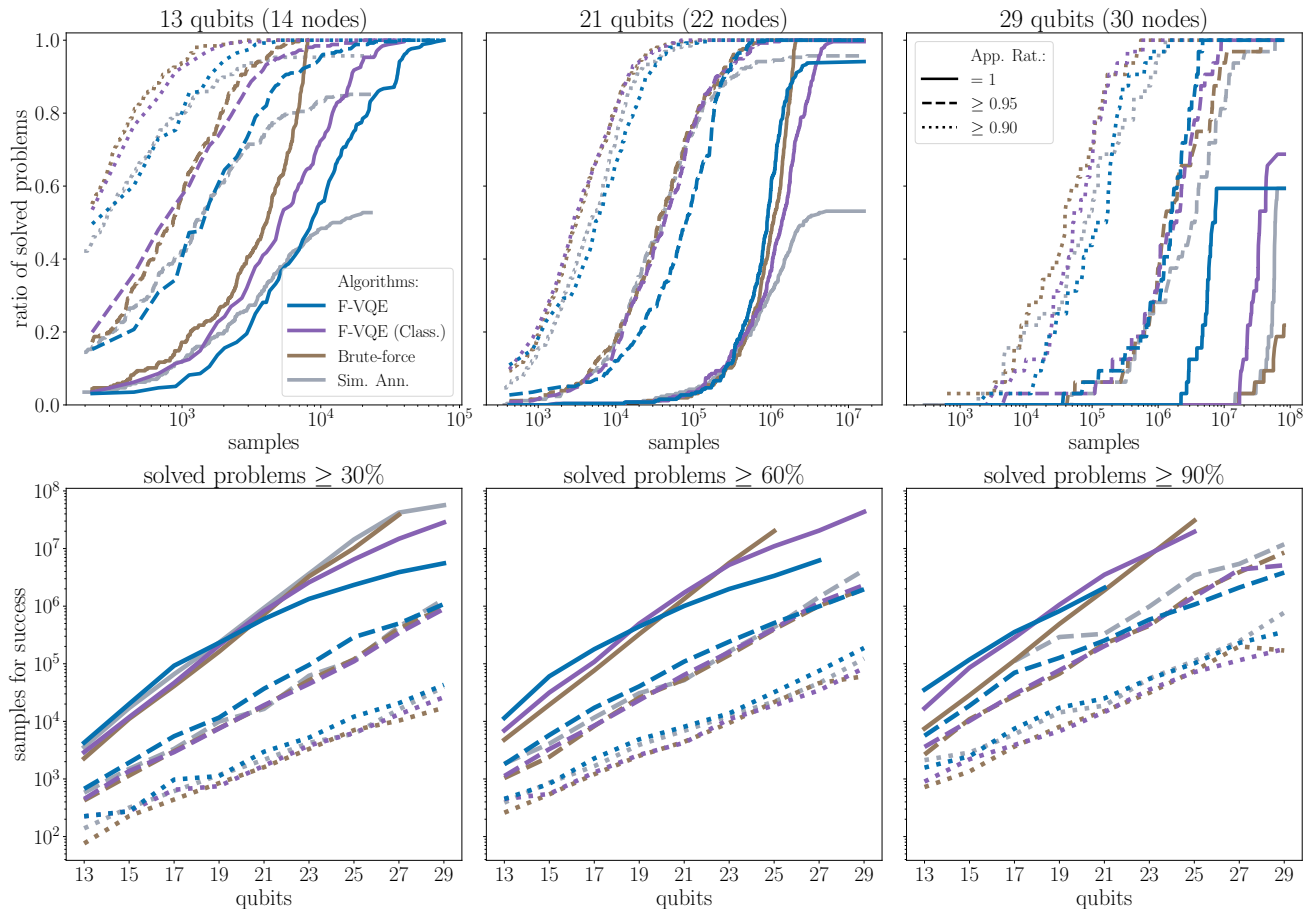 13 qubits (14 nodes)
21 qubits (22 nodes)
29 qubits (30 nodes)
ratio of solved problems
1.0
0.8
0.6
0.4
0.2
0.0
Algorithms:
F-VQE
F-VQE (Class.)
Brute-force
Sim. Ann.
App. Rat.:
= 1
≥ 0.95
≥ 0.90
10³ 10⁴ 10⁵
samples
10³ 10⁴ 10⁵ 10⁶ 10⁷
samples
10³ 10⁴ 10⁵ 10⁶ 10⁷ 10⁸
samples
solved problems ≥ 30%
solved problems ≥ 60%
solved problems ≥ 90%
samples for success
10⁸
10⁷
10⁶
10⁵
10⁴
10³
10²
13 15 17 19 21 23 25 27 29
qubits
13 15 17 19 21 23 25 27 29
qubits
13 15 17 19 21 23 25 27 29
qubits